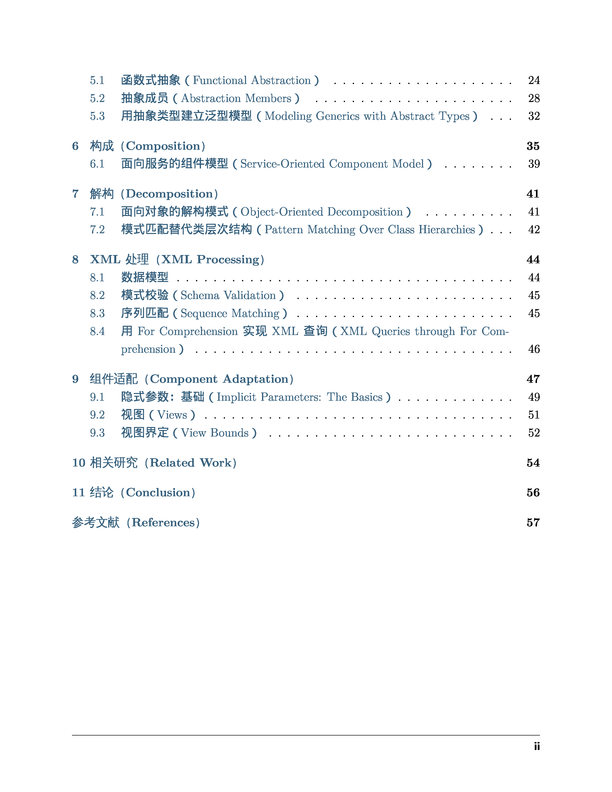 5.1 函数式抽象（Functional Abstraction） . . . . . . . . . . . . . . . . . . . . 24
5.2 抽象成员（Abstraction Members） . . . . . . . . . . . . . . . . . . . . . . 28
5.3 用抽象类型建立泛型模型（Modeling Generics with Abstract Types） . . . 32
6 构成（Composition） 35
6.1 面向服务的组件模型（Service-Oriented Component Model） . . . . . . . . 39
7 解构（Decomposition） 41
7.1 面向对象的解构模式（Object-Oriented Decomposition） . . . . . . . . . . 41
7.2 模式匹配替代类层次结构（Pattern Matching Over Class Hierarchies） . . . 42
8 XML 处理（XML Processing） 44
8.1 数据模型 . . . . . . . . . . . . . . . . . . . . . . . . . . . . . . . . . . . . . 44
8.2 模式校验（Schema Validation） . . . . . . . . . . . . . . . . . . . . . . . . 45
8.3 序列匹配（Sequence Matching） . . . . . . . . . . . . . . . . . . . . . . . . 45
8.4 用 For Comprehension 实现 XML 查询（XML Queries through For Com-
prehension） . . . . . . . . . . . . . . . . . . . . . . . . . . . . . . . . . . . 46
9 组件适配（Component Adaptation） 47
9.1 隐式参数：基础（Implicit Parameters: The Basics） . . . . . . . . . . . . . 49
9.2 视图（Views） . . . . . . . . . . . . . . . . . . . . . . . . . . . . . . . . . . 51
9.3 视图界定（View Bounds） . . . . . . . . . . . . . . . . . . . . . . . . . . . 52
10 相关研究（Related Work） 54
11 结论（Conclusion） 56
参考文献（References） 57
ii